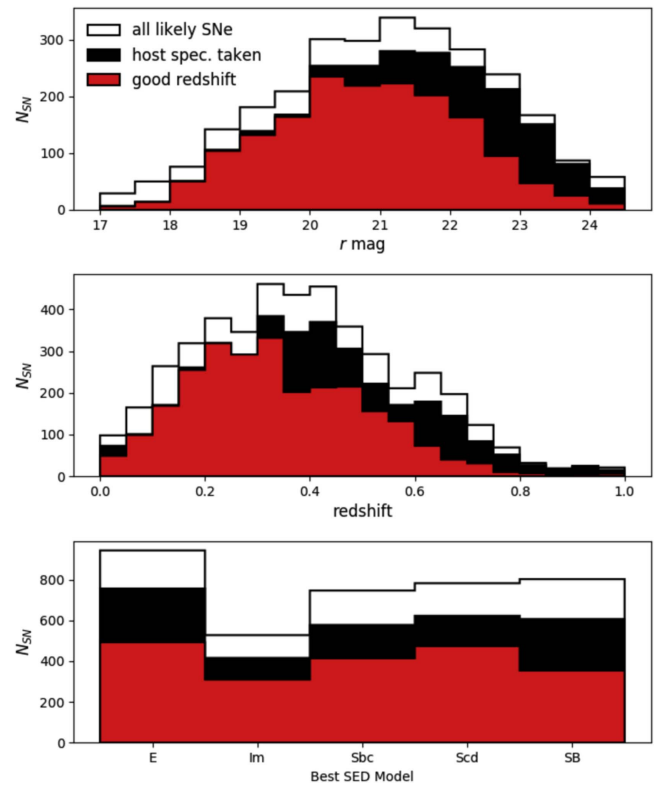 all likely SNe
host spec. taken
good redshift
N_SN
300
200
100
0
17 18 19 20 21 22 23 24
r mag
N_SN
400
300
200
100
0
0.0 0.2 0.4 0.6 0.8 1.0
redshift
N_SN
800
600
400
200
0
E Im Sbc Scd SB
Best SED Model